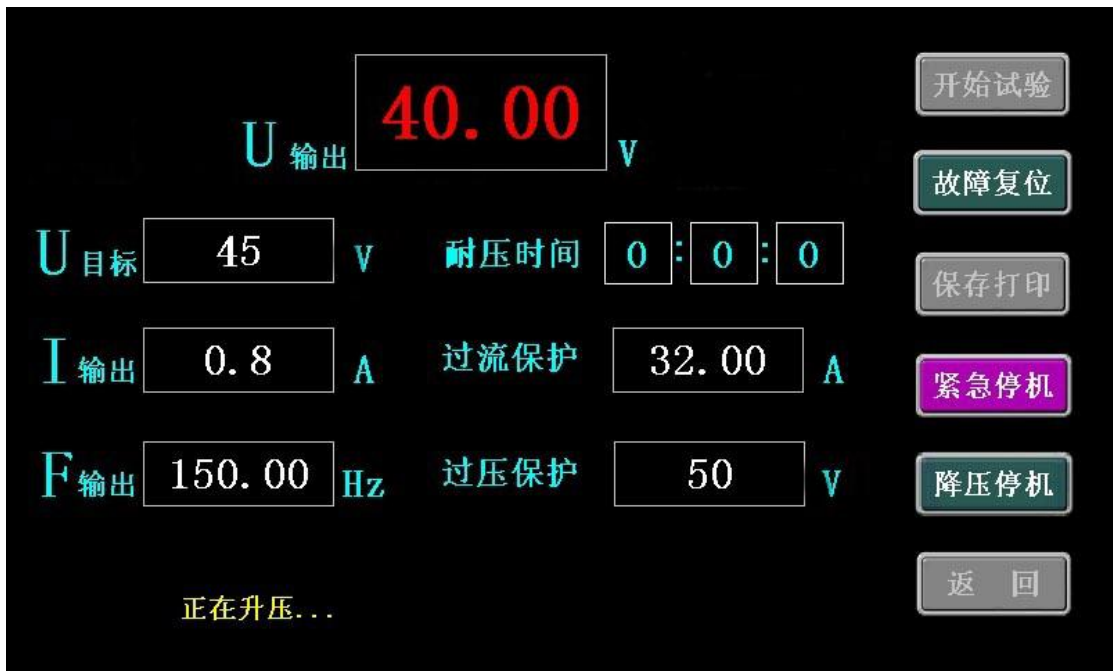 U输出 40.00 V
U目标 45 V 耐压时间 0:0:0
I输出 0.8 A 过流保护 32.00 A
F输出 150.00 Hz 过压保护 50 V
正在升压...
开始试验
故障复位
保存打印
紧急停机
降压停机
返 回